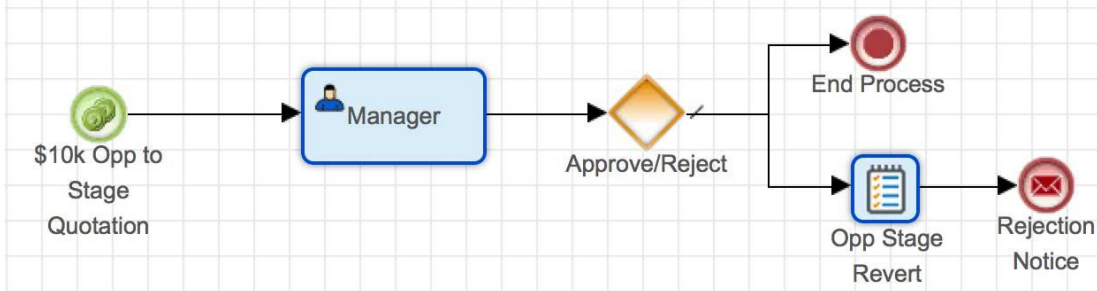 $10k Opp to
Stage
Quotation
Manager
Approve/Reject
End Process
Opp Stage
Revert
Rejection
Notice